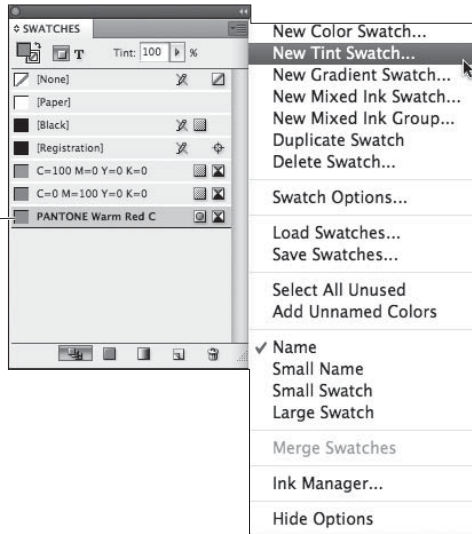 SWATCHES
T Tint: 100 %
[None]
[Paper]
[Black]
[Registration]
C=100 M=0 Y=0 K=0
C=0 M=100 Y=0 K=0
PANTONE Warm Red C
New Color Swatch...
New Tint Swatch...
New Gradient Swatch...
New Mixed Ink Swatch...
New Mixed Ink Group...
Duplicate Swatch
Delete Swatch...
Swatch Options...
Load Swatches...
Save Swatches...
Select All Unused
Add Unnamed Colors
✓ Name
Small Name
Small Swatch
Large Swatch
Merge Swatches
Ink Manager...
Hide Options